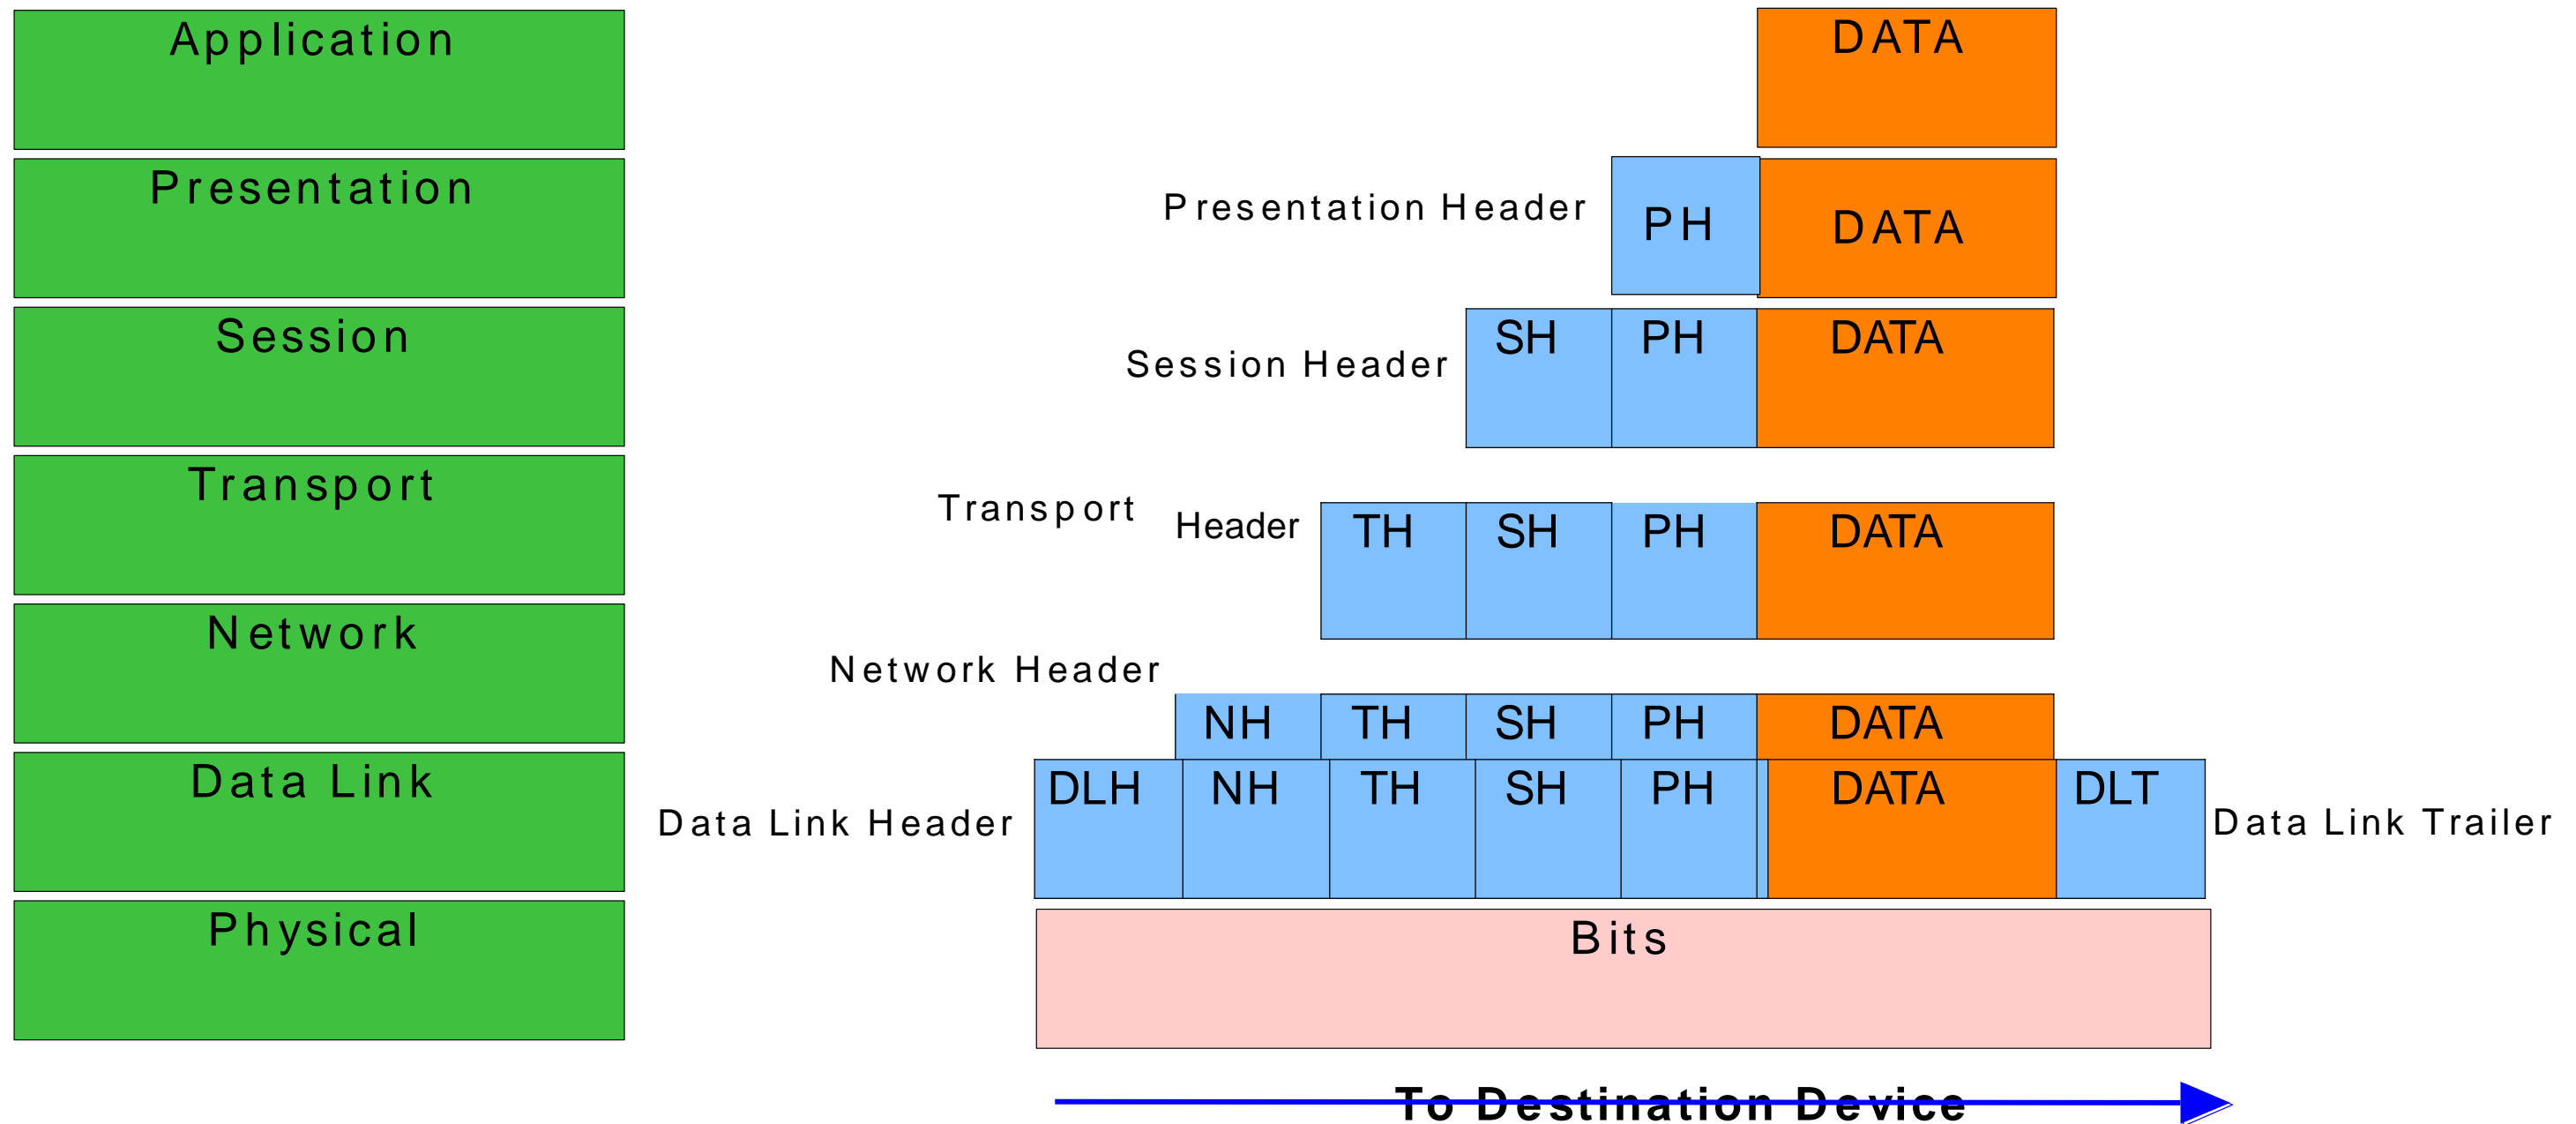 Application
DATA
Presentation
Presentation Header
PH
DATA
Session
Session Header
SH
PH
DATA
Transport
Transport
Header
TH
SH
PH
DATA
Network
Network Header
NH
TH
SH
PH
DATA
Data Link
Data Link Header
DLH
NH
TH
SH
PH
DATA
DLT
Data Link Trailer
Physical
Bits
To Destination Device